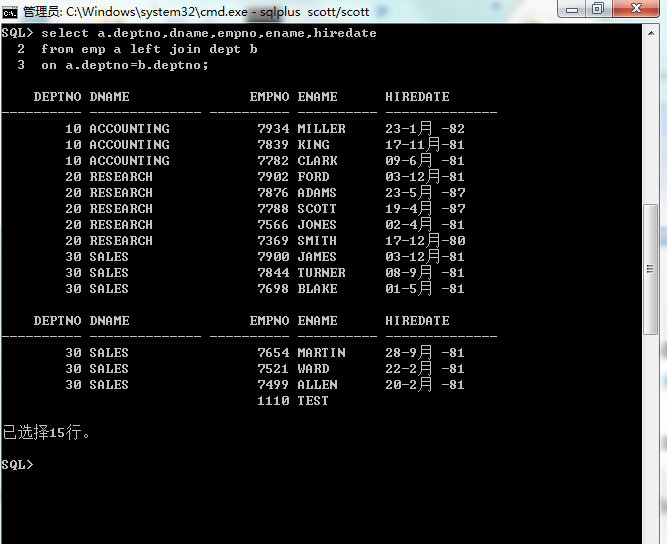 管理员: C:\Windows\system32\cmd.exe - sqlplus  scott/scott
SQL> select a.deptno,dname,empno,ename,hiredate
  2  from emp a left join dept b
  3  on a.deptno=b.deptno;
    DEPTNO DNAME               EMPNO ENAME      HIREDATE
---------- -------------- ---------- ---------- --------------
        10 ACCOUNTING           7934 MILLER     23-1月 -82
        10 ACCOUNTING           7839 KING       17-11月-81
        10 ACCOUNTING           7782 CLARK      09-6月 -81
        20 RESEARCH             7902 FORD       03-12月-81
        20 RESEARCH             7876 ADAMS      23-5月 -87
        20 RESEARCH             7788 SCOTT      19-4月 -87
        20 RESEARCH             7566 JONES      02-4月 -81
        20 RESEARCH             7369 SMITH      17-12月-80
        30 SALES                7900 JAMES      03-12月-81
        30 SALES                7844 TURNER     08-9月 -81
        30 SALES                7698 BLAKE      01-5月 -81
    DEPTNO DNAME               EMPNO ENAME      HIREDATE
---------- -------------- ---------- ---------- --------------
        30 SALES                7654 MARTIN     28-9月 -81
        30 SALES                7521 WARD       22-2月 -81
        30 SALES                7499 ALLEN      20-2月 -81
                                1110 TEST
已选择15行。
SQL>